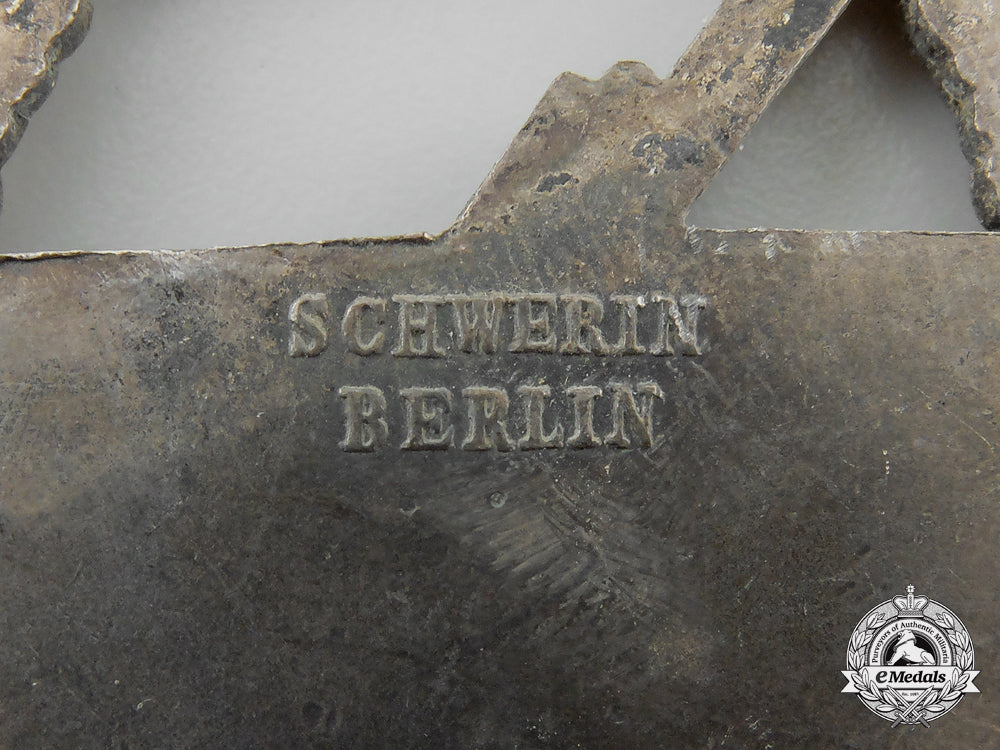 SCHWERIN
BERLIN
Purveyors of Authentic Militaria
eMedals